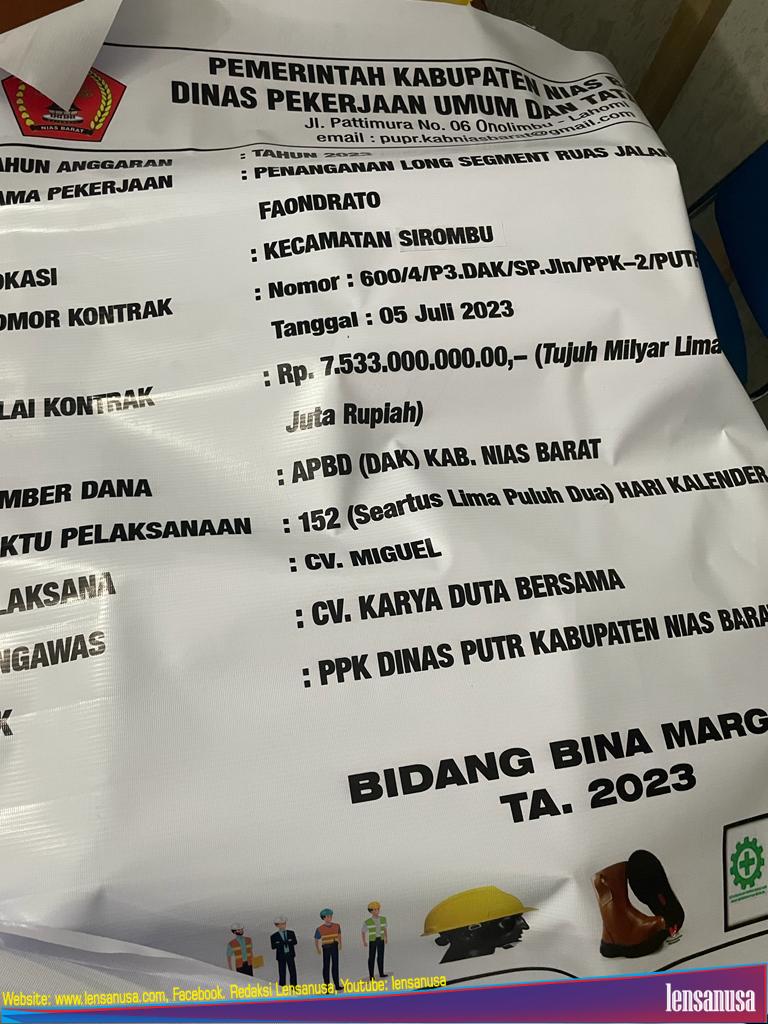 PEMERINTAH KABUPATEN NIAS B
DINAS PEKERJAAN UMUM DAN TAT
Jl. Pattimura No. 06 Onolimbu - Lahomi
email : pupr.kabniasbarat@gmail.com
NIAS BARAT
AHUN ANGGARAN : TAHUN 2023
AMA PEKERJAAN : PENANGANAN LONG SEGMENT RUAS JALAN
FAONDRATO
OKASI : KECAMATAN SIROMBU
OMOR KONTRAK : Nomor : 600/4/P3.DAK/SP.Jln/PPK-2/PUTR
Tanggal : 05 Juli 2023
LAI KONTRAK : Rp. 7.533.000.000.00,- (Tujuh Milyar Lima
Juta Rupiah)
MBER DANA : APBD (DAK) KAB. NIAS BARAT
KTU PELAKSANAAN : 152 (Seartus Lima Puluh Dua) HARI KALENDER
LAKSANA : CV. MIGUEL
NGAWAS : CV. KARYA DUTA BERSAMA
K : PPK DINAS PUTR KABUPATEN NIAS BARA
BIDANG BINA MARG
TA. 2023
Website: www.lensanusa.com, Facebook. Redaksi Lensanusa, Youtube: lensanusa
lensanusa